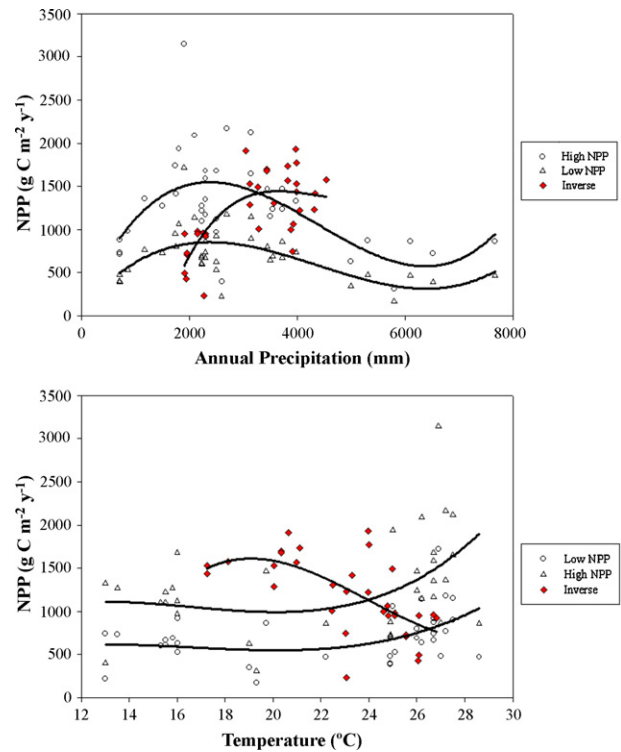 3500
3000
2500
2000
1500
1000
500
0
NPP (g C m-2 y-1)
0 2000 4000 6000 8000
Annual Precipitation (mm)
High NPP
Low NPP
Inverse
3500
3000
2500
2000
1500
1000
500
0
NPP (g C m-2 y-1)
12 14 16 18 20 22 24 26 28 30
Temperature (ºC)
Low NPP
High NPP
Inverse